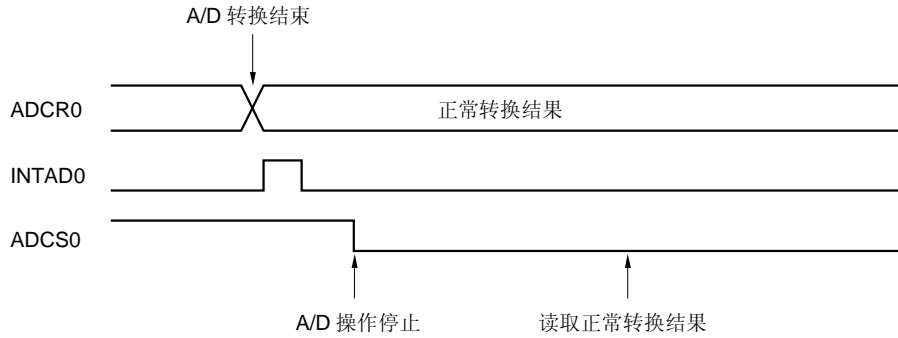 A/D 转换结束
ADCR0
正常转换结果
INTAD0
ADCS0
A/D 操作停止
读取正常转换结果